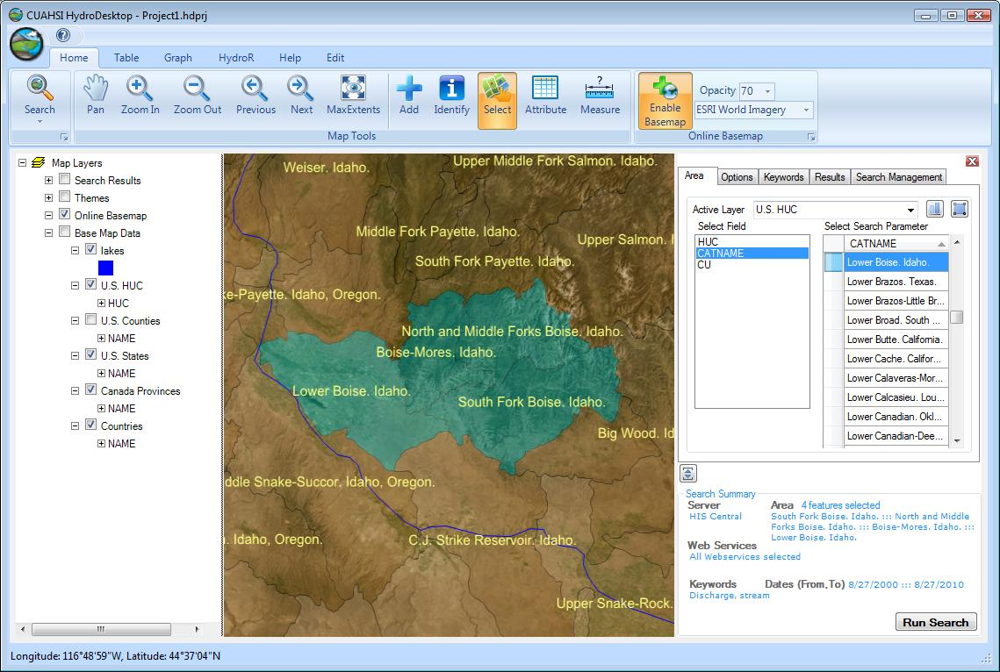 CUAHSI HydroDesktop - Project1.hdprj
Home Table Graph HydroR Help Edit
Search Pan Zoom In Zoom Out Previous Next MaxExtents Add Identify Select Attribute Measure
Enable Basemap
Opacity 70
ESRI World Imagery
Map Tools
Online Basemap
Map Layers
Search Results
Themes
Online Basemap
Base Map Data
lakes
U.S. HUC
HUC
U.S. Counties
NAME
U.S. States
NAME
Canada Provinces
NAME
Countries
NAME
Weiser. Idaho.
Upper Middle Fork Salmon. Idaho.
Middle Fork Payette. Idaho.
Upper Salmon. I
South Fork Payette. Idaho.
e-Payette. Idaho, Oregon.
North and Middle Forks Boise. Idaho.
Boise-Mores. Idaho.
Lower Boise. Idaho.
South Fork Boise. Idaho.
Big Wood. Id
ddle Snake-Succor. Idaho, Oregon.
. Idaho, Oregon.
C.J. Strike Reservoir. Idaho.
Upper Snake-Rock.
Area Options Keywords Results Search Management
Active Layer U.S. HUC
Select Field
HUC
CATNAME
CU
Select Search Parameter
CATNAME
Lower Boise. Idaho.
Lower Brazos. Texas.
Lower Brazos-Little Br...
Lower Broad. South ...
Lower Butte. California.
Lower Cache. Califor...
Lower Calaveras-Mor...
Lower Calcasieu. Lou...
Lower Canadian. Okl...
Lower Canadian-Dee...
Search Summary
Server
HIS Central
Area 4 features selected
South Fork Boise. Idaho. ::: North and Middle
Forks Boise. Idaho. ::: Boise-Mores. Idaho. :::
Lower Boise. Idaho.
Web Services
All Webservices selected
Keywords
Discharge, stream
Dates (From,To) 8/27/2000 ::: 8/27/2010
Run Search
Longitude: 116°48'59"W, Latitude: 44°37'04"N